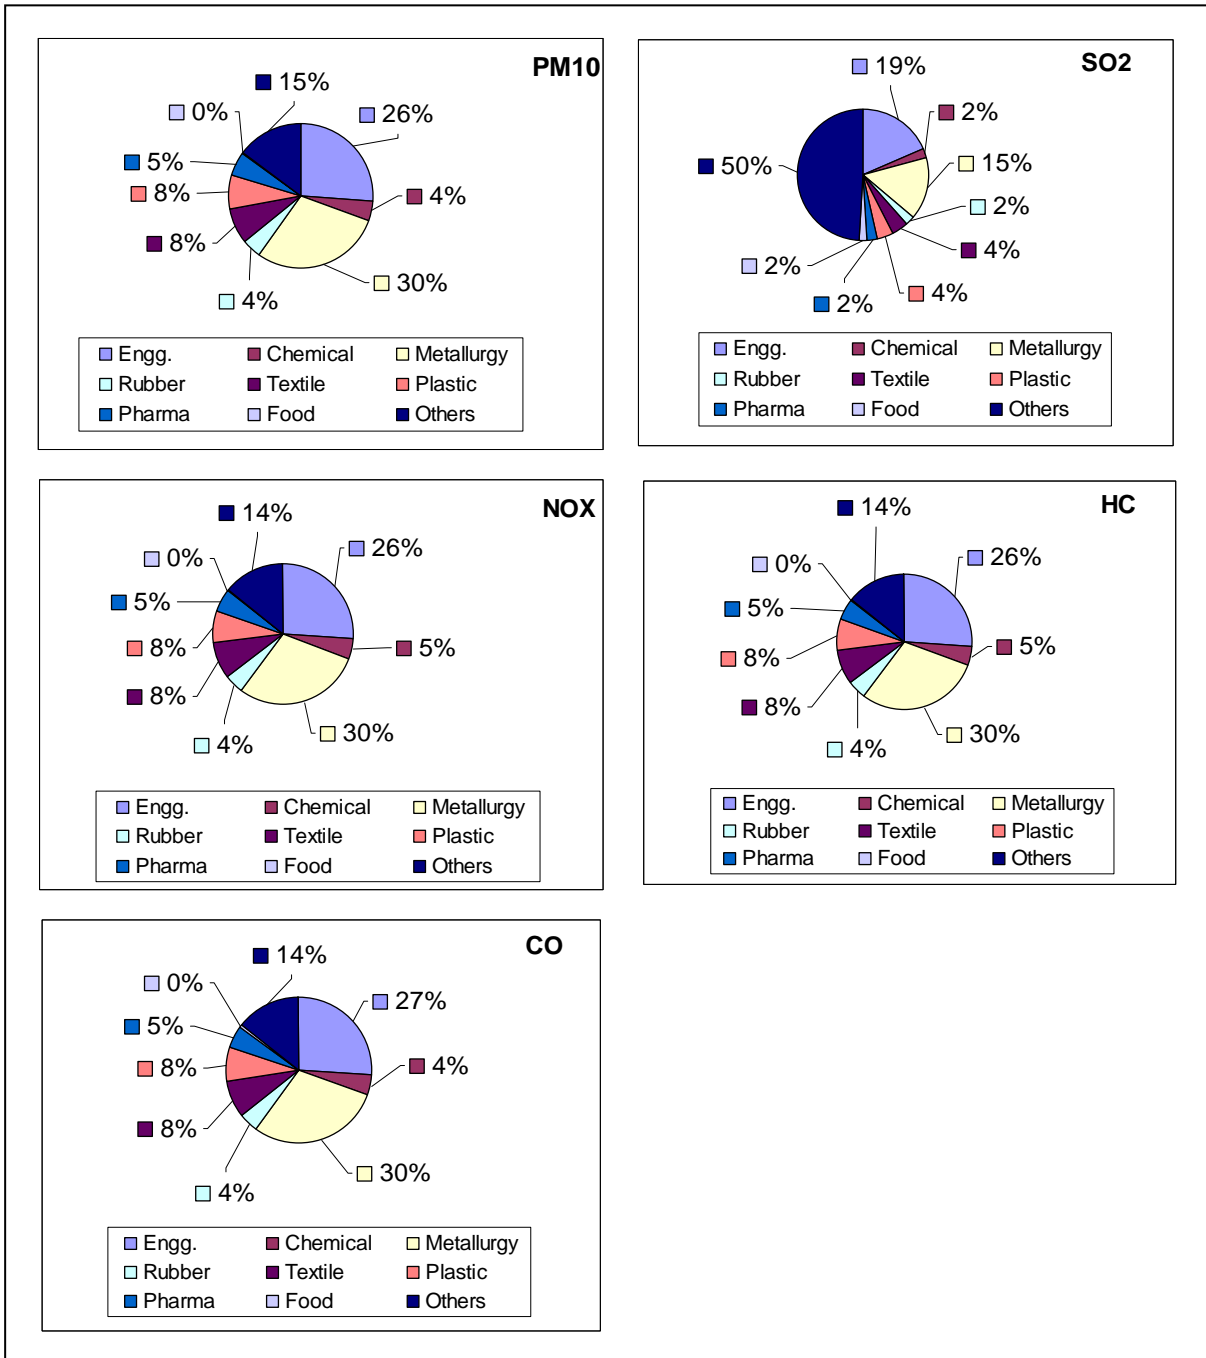 PM10
15%
0%
26%
5%
8%
4%
8%
30%
4%
Engg. Chemical Metallurgy
Rubber Textile Plastic
Pharma Food Others
SO2
19%
2%
50%
15%
2%
4%
2%
4%
2%
Engg. Chemical Metallurgy
Rubber Textile Plastic
Pharma Food Others
NOX
14%
26%
0%
5%
8%
5%
8%
30%
4%
Engg. Chemical Metallurgy
Rubber Textile Plastic
Pharma Food Others
HC
14%
0%
26%
5%
8%
5%
8%
30%
4%
Engg. Chemical Metallurgy
Rubber Textile Plastic
Pharma Food Others
CO
14%
0%
27%
5%
8%
4%
8%
30%
4%
Engg. Chemical Metallurgy
Rubber Textile Plastic
Pharma Food Others